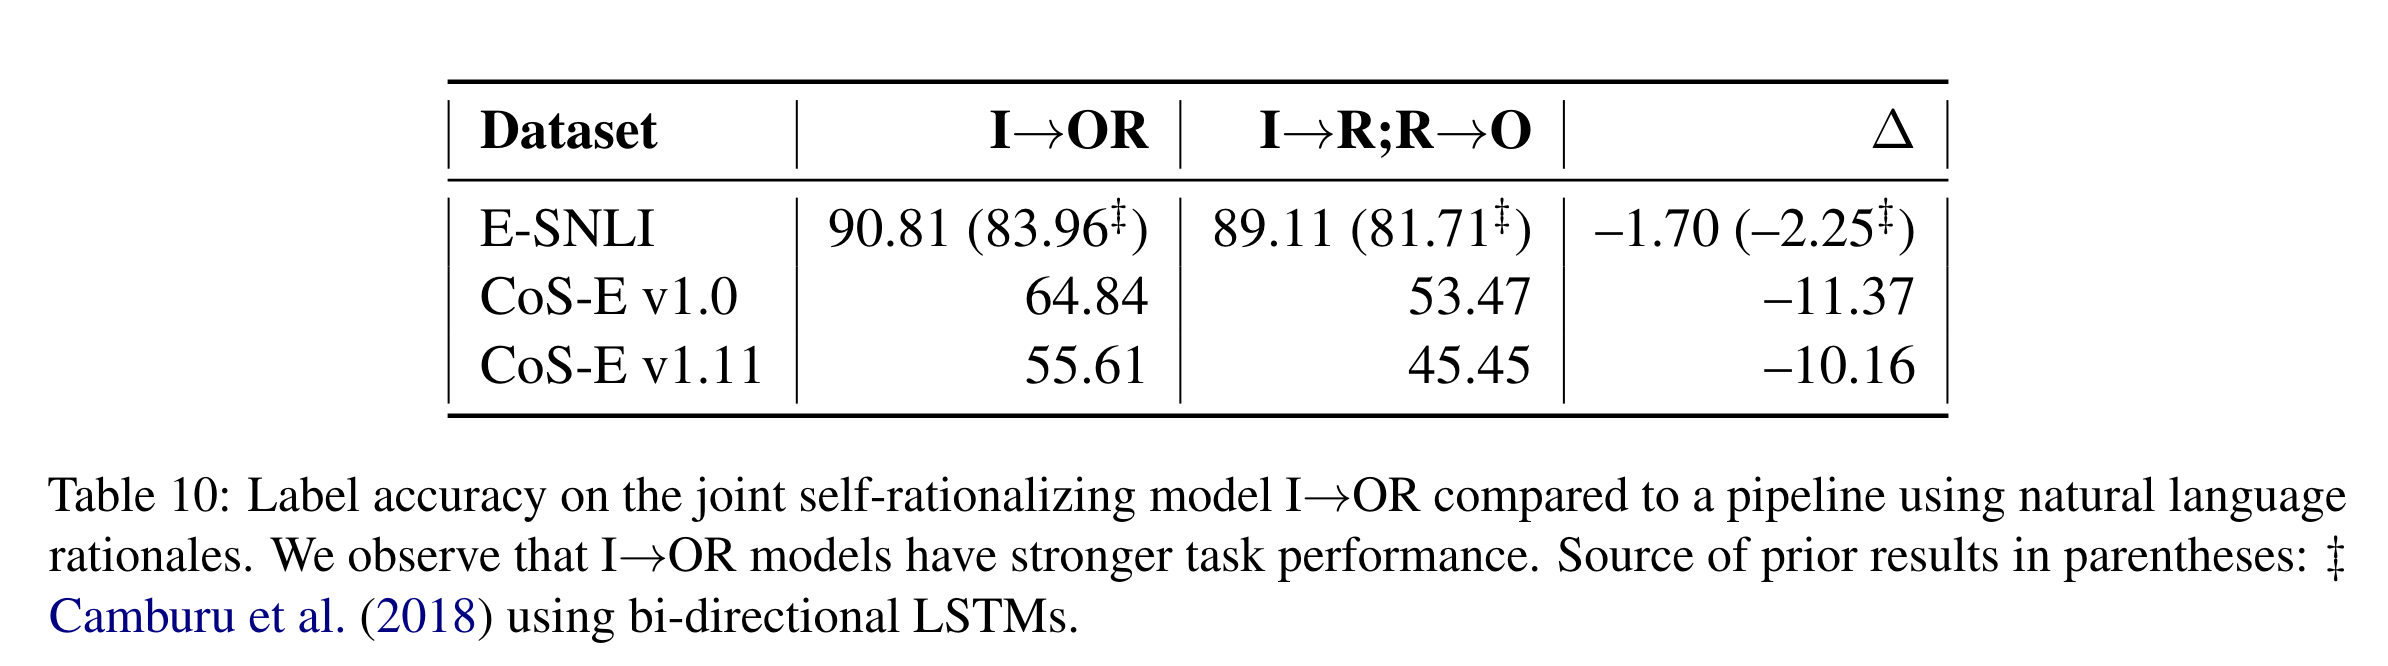 Dataset I→OR I→R;R→O Δ
E-SNLI 90.81 (83.96‡) 89.11 (81.71‡) –1.70 (–2.25‡)
CoS-E v1.0 64.84 53.47 –11.37
CoS-E v1.11 55.61 45.45 –10.16
Table 10: Label accuracy on the joint self-rationalizing model I→OR compared to a pipeline using natural language
rationales. We observe that I→OR models have stronger task performance. Source of prior results in parentheses: ‡
Camburu et al. (2018) using bi-directional LSTMs.